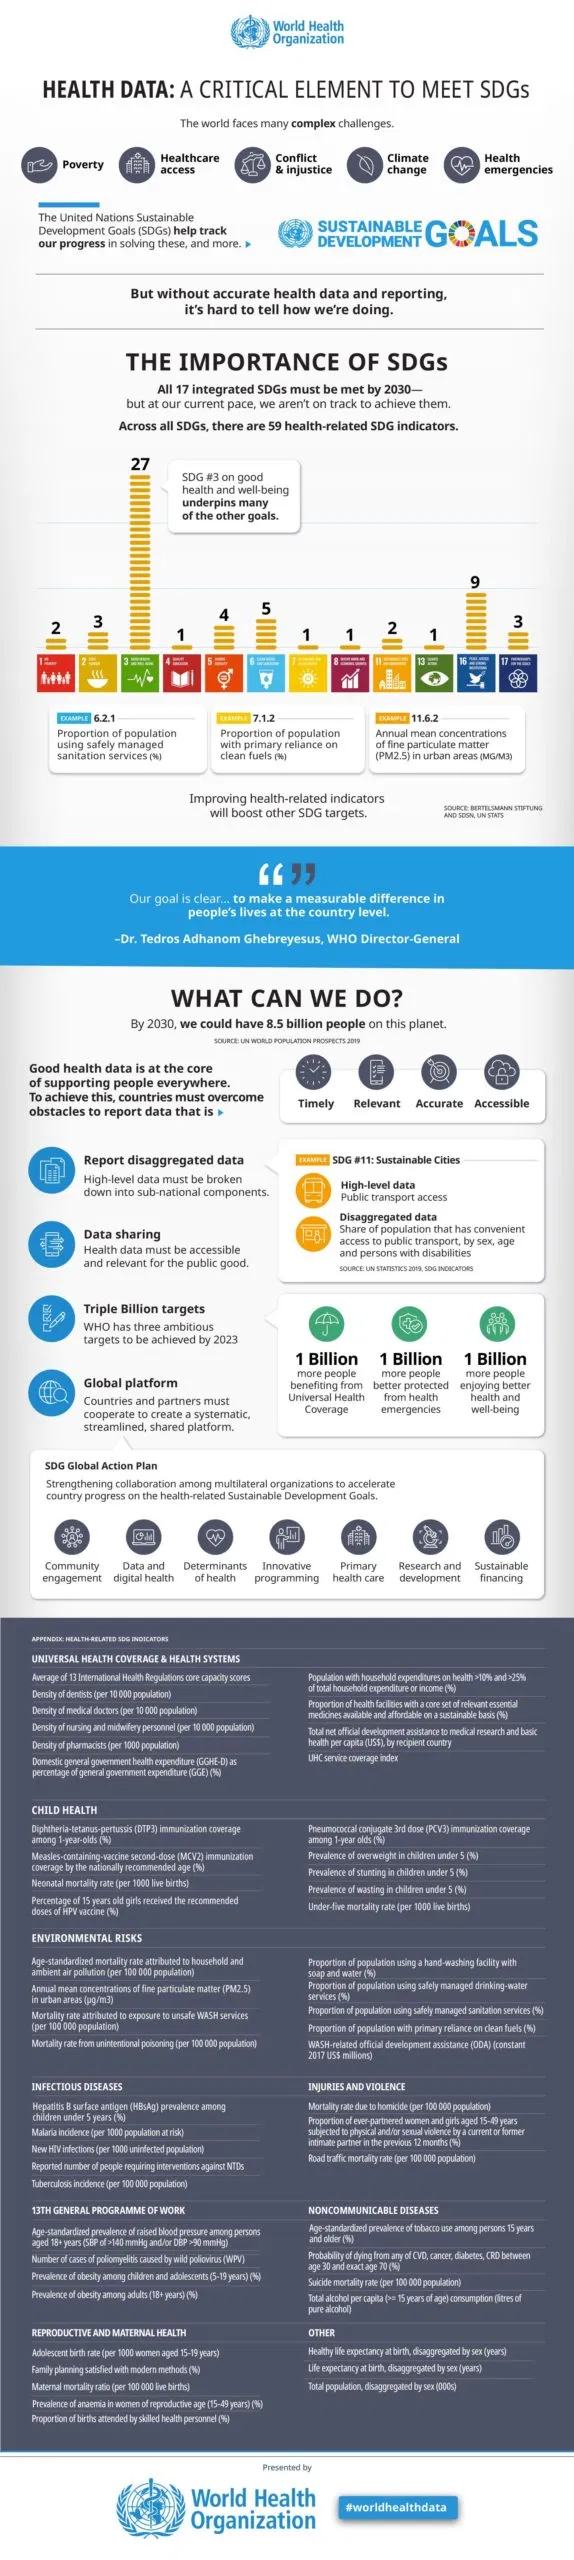 World Health
Organization
HEALTH DATA: A CRITICAL ELEMENT TO MEET SDGs
The world faces many complex challenges.
Poverty
Healthcare
access
Conflict
& injustice
Climate
change
Health
emergencies
The United Nations Sustainable
Development Goals (SDGs) help track
our progress in solving these, and more.
SUSTAINABLE
DEVELOPMENT
GOALS
But without accurate health data and reporting,
it's hard to tell how we're doing.
THE IMPORTANCE OF SDGs
All 17 integrated SDGs must be met by 2030—
but at our current pace, we aren't on track to achieve them.
Across all SDGs, there are 59 health-related SDG indicators.
27
SDG #3 on good
health and well-being
underpins many
of the other goals.
2
3
1
4
5
1
1
2
1
9
3
1
2
3
4
5
6
7
8
11
13
16
17
EXAMPLE 6.2.1
Proportion of population
using safely managed
sanitation services (%)
EXAMPLE 7.1.2
Proportion of population
with primary reliance on
clean fuels (%)
EXAMPLE 11.6.2
Annual mean concentrations
of fine particulate matter
(PM2.5) in urban areas (MG/M3)
Improving health-related indicators
will boost other SDG targets.
SOURCE: BERTELSMANN STIFTUNG
AND SDSN, UN STATS
Our goal is clear... to make a measurable difference in
people's lives at the country level.
–Dr. Tedros Adhanom Ghebreyesus, WHO Director-General
WHAT CAN WE DO?
By 2030, we could have 8.5 billion people on this planet.
SOURCE: UN WORLD POPULATION PROSPECTS 2019
Good health data is at the core
of supporting people everywhere.
To achieve this, countries must overcome
obstacles to report data that is
Timely
Relevant
Accurate
Accessible
Report disaggregated data
High-level data must be broken
down into sub-national components.
EXAMPLE SDG #11: Sustainable Cities
High-level data
Public transport access
Disaggregated data
Share of population that has convenient
access to public transport, by sex, age
and persons with disabilities
SOURCE: UN STATISTICS 2019, SDG INDICATORS
Data sharing
Health data must be accessible
and relevant for the public good.
Triple Billion targets
WHO has three ambitious
targets to be achieved by 2023
1 Billion
more people
benefiting from
Universal Health
Coverage
1 Billion
more people
better protected
from health
emergencies
1 Billion
more people
enjoying better
health and
well-being
Global platform
Countries and partners must
cooperate to create a systematic,
streamlined, shared platform.
SDG Global Action Plan
Strengthening collaboration among multilateral organizations to accelerate
country progress on the health-related Sustainable Development Goals.
Community
engagement
Data and
digital health
Determinants
of health
Innovative
programming
Primary
health care
Research and
development
Sustainable
financing
APPENDIX: HEALTH-RELATED SDG INDICATORS
UNIVERSAL HEALTH COVERAGE & HEALTH SYSTEMS
Average of 13 International Health Regulations core capacity scores
Density of dentists (per 10 000 population)
Density of medical doctors (per 10 000 population)
Density of nursing and midwifery personnel (per 10 000 population)
Density of pharmacists (per 1000 population)
Domestic general government health expenditure (GGHE-D) as
percentage of general government expenditure (GGE) (%)
Population with household expenditures on health >10% and >25%
of total household expenditure or income (%)
Proportion of health facilities with a core set of relevant essential
medicines available and affordable on a sustainable basis (%)
Total net official development assistance to medical research and basic
health per capita (US$), by recipient country
UHC service coverage index
CHILD HEALTH
Diphtheria-tetanus-pertussis (DTP3) immunization coverage
among 1-year-olds (%)
Measles-containing-vaccine second-dose (MCV2) immunization
coverage by the nationally recommended age (%)
Neonatal mortality rate (per 1000 live births)
Percentage of 15 years old girls received the recommended
doses of HPV vaccine (%)
Pneumococcal conjugate 3rd dose (PCV3) immunization coverage
among 1-year olds (%)
Prevalence of overweight in children under 5 (%)
Prevalence of stunting in children under 5 (%)
Prevalence of wasting in children under 5 (%)
Under-five mortality rate (per 1000 live births)
ENVIRONMENTAL RISKS
Age-standardized mortality rate attributed to household and
ambient air pollution (per 100 000 population)
Annual mean concentrations of fine particulate matter (PM2.5)
in urban areas (µg/m3)
Mortality rate attributed to exposure to unsafe WASH services
(per 100 000 population)
Mortality rate from unintentional poisoning (per 100 000 population)
Proportion of population using a hand-washing facility with
soap and water (%)
Proportion of population using safely managed drinking-water
services (%)
Proportion of population using safely managed sanitation services (%)
Proportion of population with primary reliance on clean fuels (%)
WASH-related official development assistance (ODA) (constant
2017 US$ millions)
INFECTIOUS DISEASES
Hepatitis B surface antigen (HBsAg) prevalence among
children under 5 years (%)
Malaria incidence (per 1000 population at risk)
New HIV infections (per 1000 uninfected population)
Reported number of people requiring interventions against NTDs
Tuberculosis incidence (per 100 000 population)
INJURIES AND VIOLENCE
Mortality rate due to homicide (per 100 000 population)
Proportion of ever-partnered women and girls aged 15-49 years
subjected to physical and/or sexual violence by a current or former
intimate partner in the previous 12 months (%)
Road traffic mortality rate (per 100 000 population)
13TH GENERAL PROGRAMME OF WORK
Age-standardized prevalence of raised blood pressure among persons
aged 18+ years (SBP of >140 mmHg and/or DBP >90 mmHg)
Number of cases of poliomyelitis caused by wild poliovirus (WPV)
Prevalence of obesity among children and adolescents (5-19 years) (%)
Prevalence of obesity among adults (18+ years) (%)
NONCOMMUNICABLE DISEASES
Age-standardized prevalence of tobacco use among persons 15 years
and older (%)
Probability of dying from any of CVD, cancer, diabetes, CRD between
age 30 and exact age 70 (%)
Suicide mortality rate (per 100 000 population)
Total alcohol per capita (>= 15 years of age) consumption (litres of
pure alcohol)
REPRODUCTIVE AND MATERNAL HEALTH
Adolescent birth rate (per 1000 women aged 15-19 years)
Family planning satisfied with modern methods (%)
Maternal mortality ratio (per 100 000 live births)
Prevalence of anaemia in women of reproductive age (15-49 years) (%)
Proportion of births attended by skilled health personnel (%)
OTHER
Healthy life expectancy at birth, disaggregated by sex (years)
Life expectancy at birth, disaggregated by sex (years)
Total population, disaggregated by sex (000s)
Presented by
World Health
Organization
#worldhealthdata